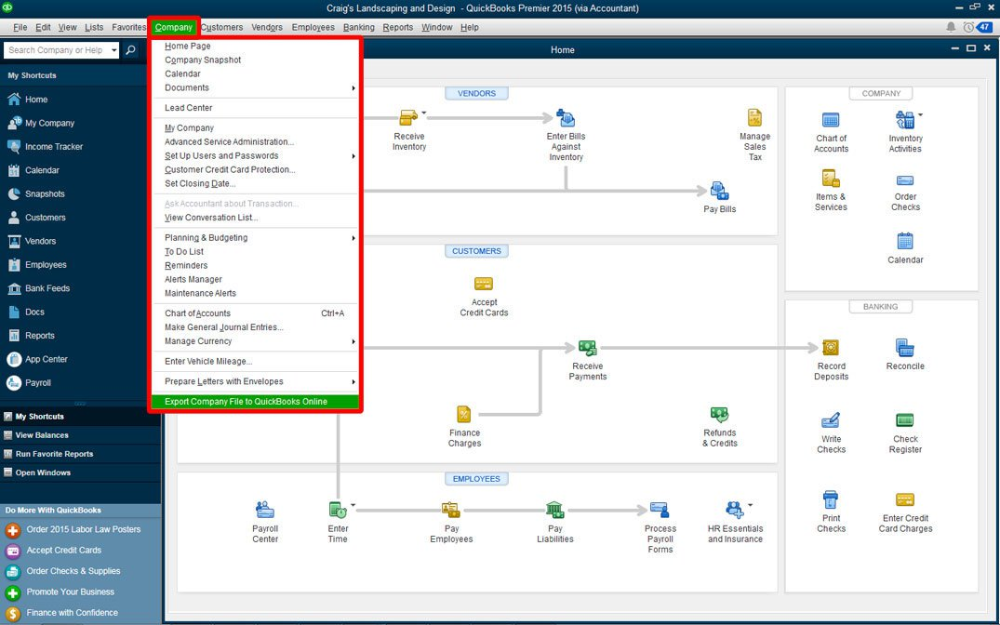 qb
Craig's Landscaping and Design - QuickBooks Premier 2015 (via Accountant)
File Edit View Lists Favorites Company Customers Vendors Employees Banking Reports Window Help
47
Search Company or Help
Home
My Shortcuts
Home
My Company
Income Tracker
Calendar
Snapshots
Customers
Vendors
Employees
Bank Feeds
Docs
Reports
App Center
Payroll
My Shortcuts
View Balances
Run Favorite Reports
Open Windows
Do More With QuickBooks
Order 2015 Labor Law Posters
Accept Credit Cards
Order Checks & Supplies
Promote Your Business
Finance with Confidence
Home Page
Company Snapshot
Calendar
Documents
Lead Center
My Company
Advanced Service Administration...
Set Up Users and Passwords
Customer Credit Card Protection...
Set Closing Date...
Ask Accountant about Transaction...
View Conversation List...
Planning & Budgeting
To Do List
Reminders
Alerts Manager
Maintenance Alerts
Chart of Accounts Ctrl+A
Make General Journal Entries...
Manage Currency
Enter Vehicle Mileage...
Prepare Letters with Envelopes
Export Company File to QuickBooks Online
VENDORS
Receive
Inventory
Enter Bills
Against
Inventory
Manage
Sales
Tax
Pay Bills
CUSTOMERS
Accept
Credit Cards
Receive
Payments
Finance
Charges
Refunds
& Credits
EMPLOYEES
Payroll
Center
Enter
Time
Pay
Employees
Pay
Liabilities
Process
Payroll
Forms
HR Essentials
and Insurance
COMPANY
Chart of
Accounts
Inventory
Activities
Items &
Services
Order
Checks
Calendar
BANKING
Record
Deposits
Reconcile
Write
Checks
Check
Register
Print
Checks
Enter Credit
Card Charges